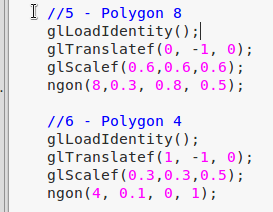 //5 - Polygon 8
glLoadIdentity();
glTranslatef(0, -1, 0);
glScalef(0.6,0.6,0.6);
ngon(8,0.3, 0.8, 0.5);

//6 - Polygon 4
glLoadIdentity();
glTranslatef(1, -1, 0);
glScalef(0.3,0.3,0.5);
ngon(4, 0.1, 0, 1);